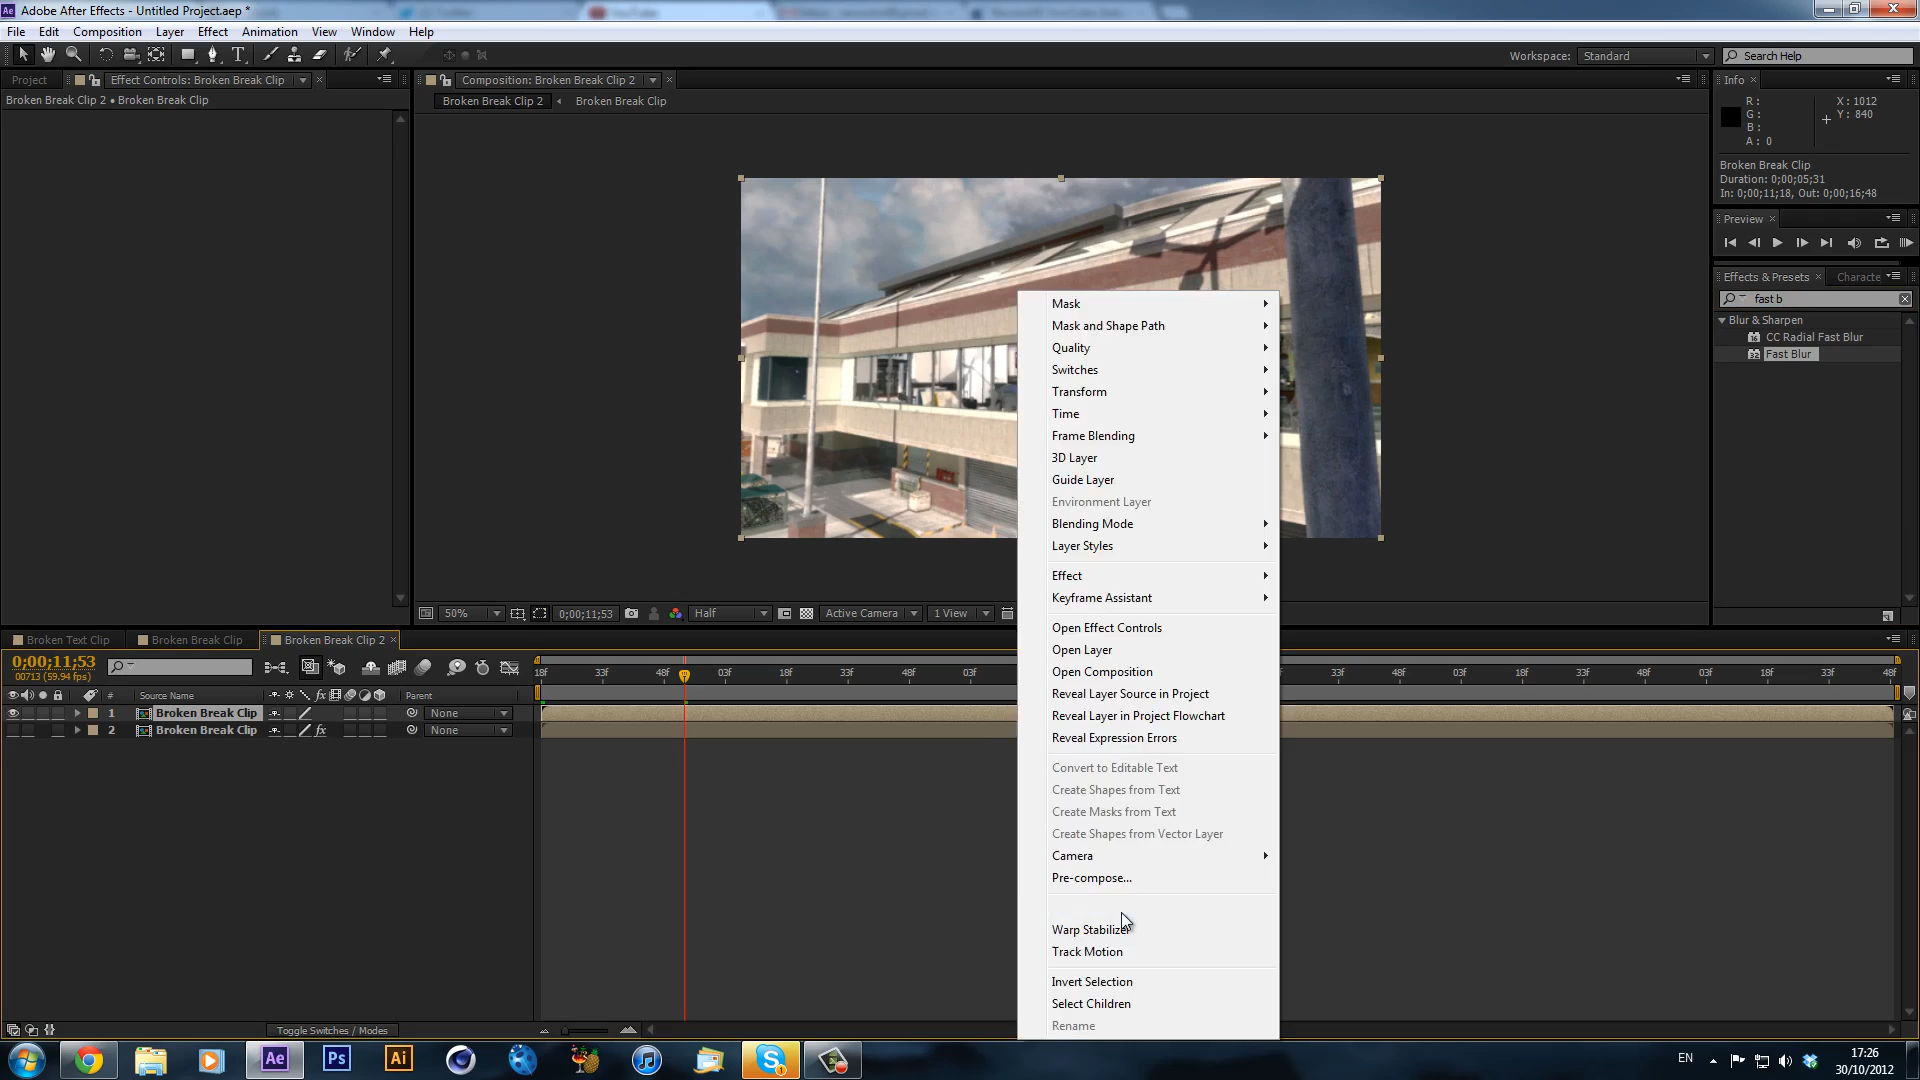 Adobe After Effects - Untitled Project.aep *
File Edit Composition Layer Effect Animation View Window Help
Workspace: Standard Search Help
Project Effect Controls: Broken Break Clip
Composition: Broken Break Clip 2
Info
Broken Break Clip 2 • Broken Break Clip
Broken Break Clip 2 Broken Break Clip
R:
G:
B:
A: 0
X: 1012
Y: 840
Broken Break Clip
Duration: 0;00;05;31
In: 0;00;11;18, Out: 0;00;16;48
Preview
Effects & Presets Characte
fast b
Blur & Sharpen
CC Radial Fast Blur
Fast Blur
Mask
Mask and Shape Path
Quality
Switches
Transform
Time
Frame Blending
3D Layer
Guide Layer
Environment Layer
Blending Mode
Layer Styles
Effect
Keyframe Assistant
Open Effect Controls
Open Layer
Open Composition
Reveal Layer Source in Project
Reveal Layer in Project Flowchart
Reveal Expression Errors
Convert to Editable Text
Create Shapes from Text
Create Masks from Text
Create Shapes from Vector Layer
Camera
Pre-compose...
Warp Stabilizer
Track Motion
Invert Selection
Select Children
Rename
50% 0;00;11;53 Half Active Camera 1 View
Broken Text Clip Broken Break Clip Broken Break Clip 2
0;00;11;53
00713 (59.94 fps)
18f 33f 48f 03f 18f 33f 48f 03f 33f 48f 03f 18f 33f 48f 03f 18f 33f 48f
# Source Name fx Parent
1 Broken Break Clip None
2 Broken Break Clip fx None
Toggle Switches / Modes
Ae Ps Ai
EN
17:26
30/10/2012